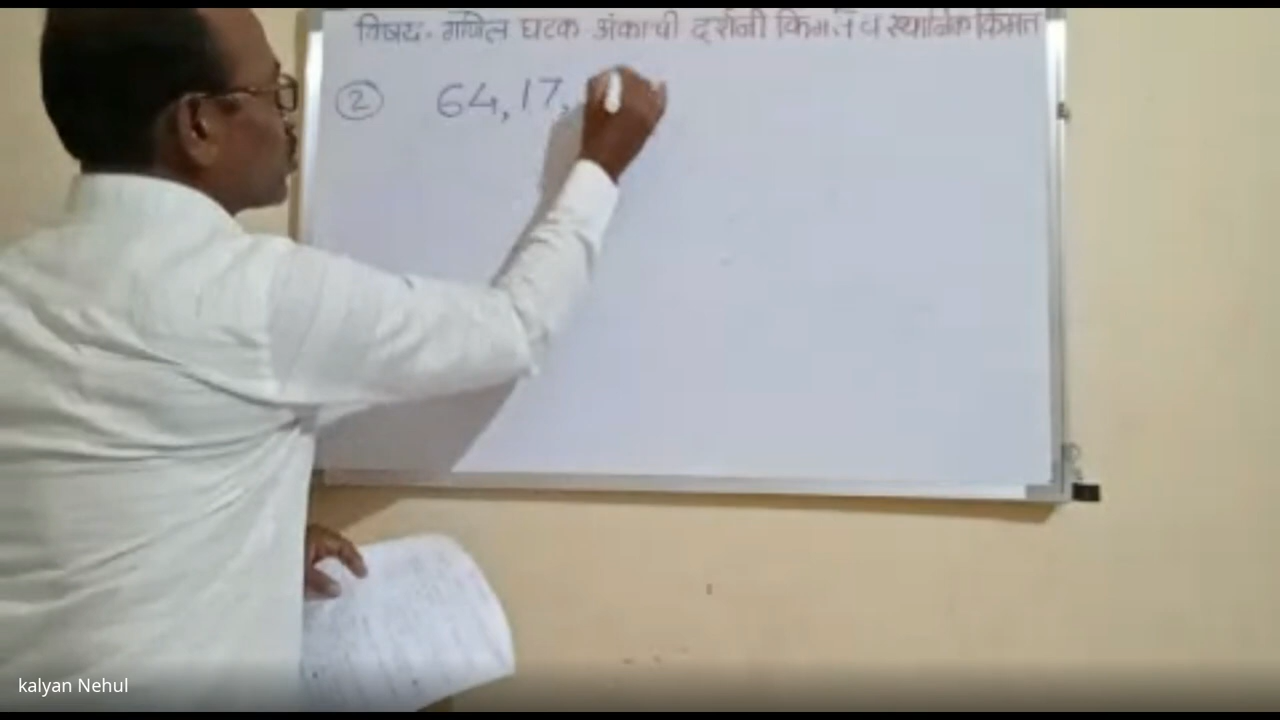 विषय- गणित घटक अंकाची दर्शनी किंमत व स्थानिक किंमत
② 64, 17,
kalyan Nehul